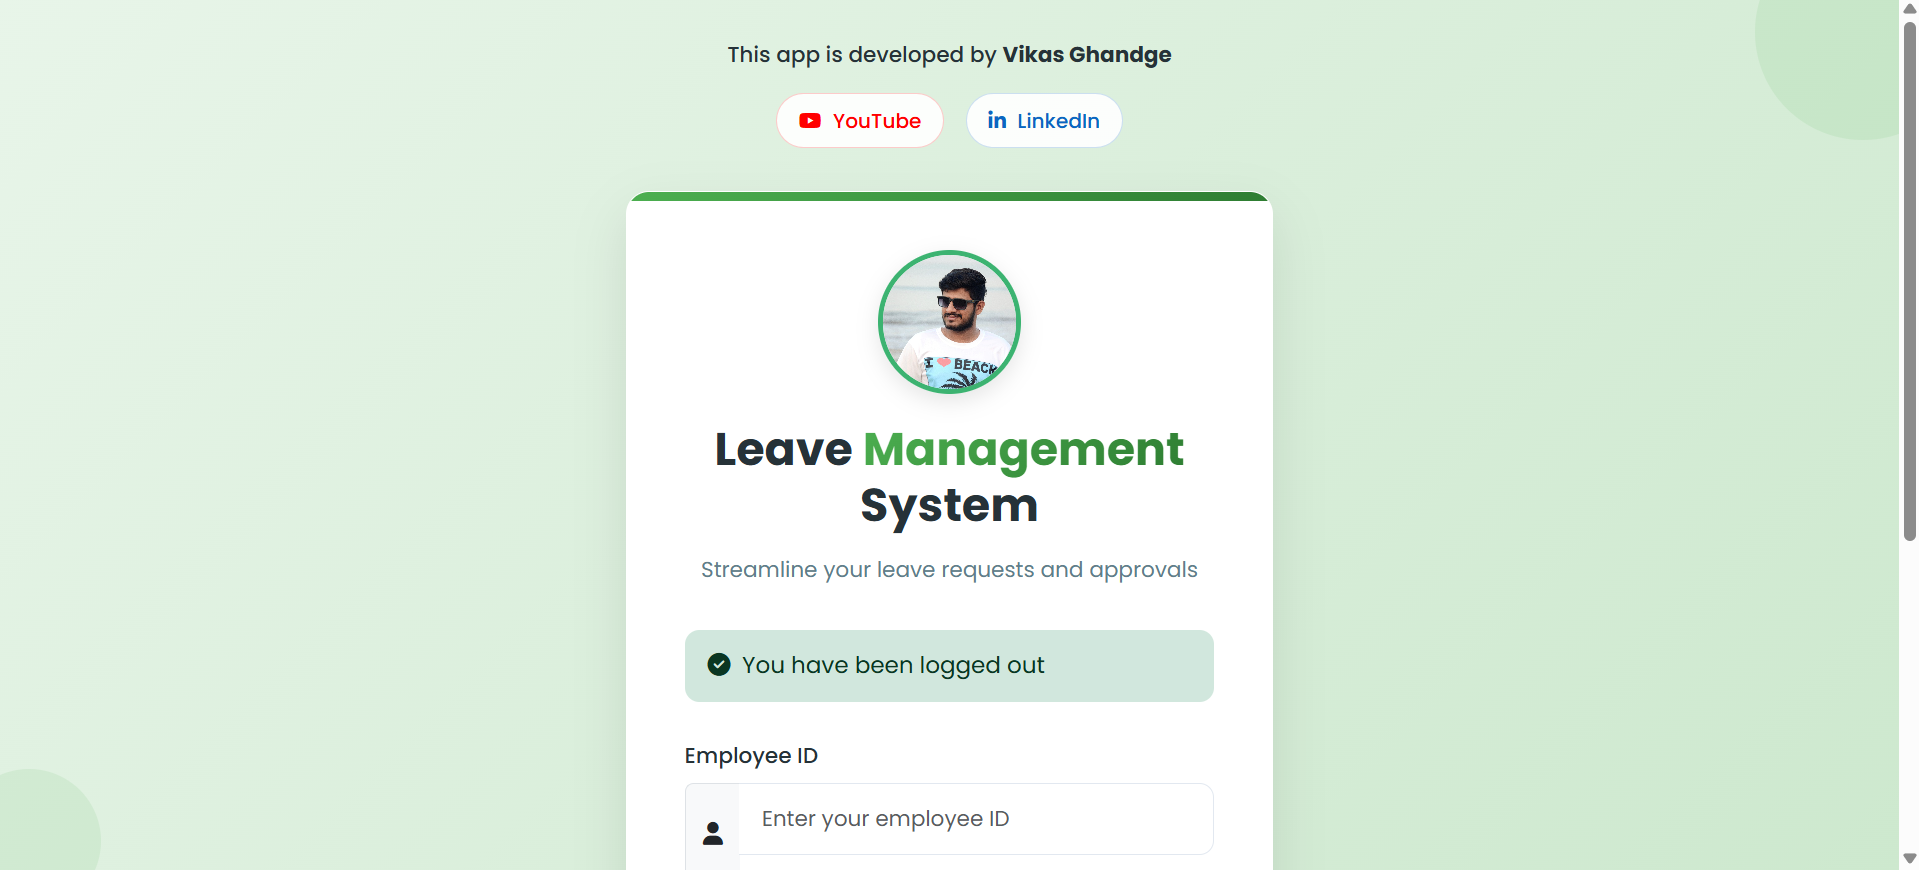 This app is developed by Vikas Ghandge
YouTube
LinkedIn
I ❤ BEACH
Leave Management
System
Streamline your leave requests and approvals
You have been logged out
Employee ID
Enter your employee ID